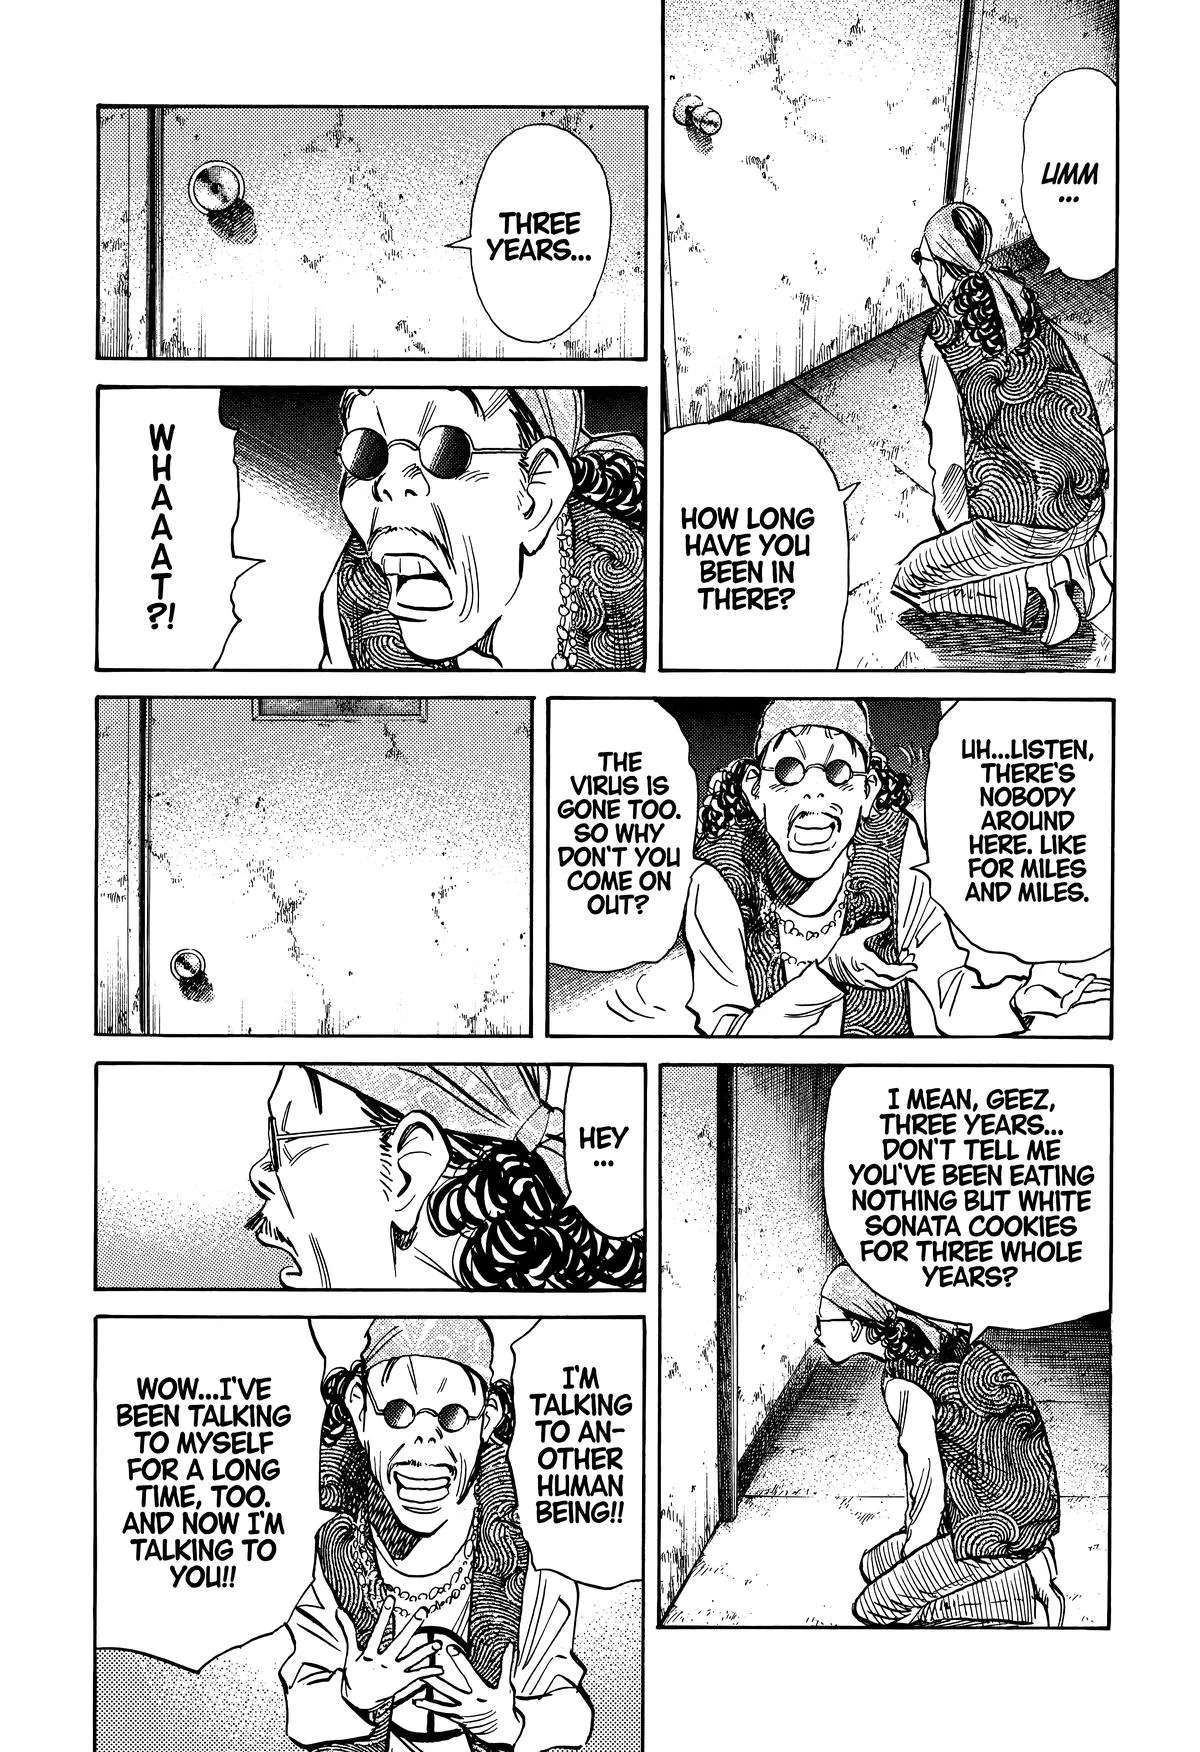 UMM
...
HOW LONG
HAVE YOU
BEEN IN
THERE?
THREE
YEARS...
WHAAAT?!
UH...LISTEN,
THERE'S
NOBODY
AROUND
HERE. LIKE
FOR MILES
AND MILES.
THE
VIRUS IS
GONE TOO.
SO WHY
DON'T YOU
COME ON
OUT?
I MEAN, GEEZ,
THREE YEARS...
DON'T TELL ME
YOU'VE BEEN EATING
NOTHING BUT WHITE
SONATA COOKIES
FOR THREE WHOLE
YEARS?
HEY
...
I'M
TALKING
TO AN-
OTHER
HUMAN
BEING!!
WOW...I'VE
BEEN TALKING
TO MYSELF
FOR A LONG
TIME, TOO.
AND NOW I'M
TALKING TO
YOU!!